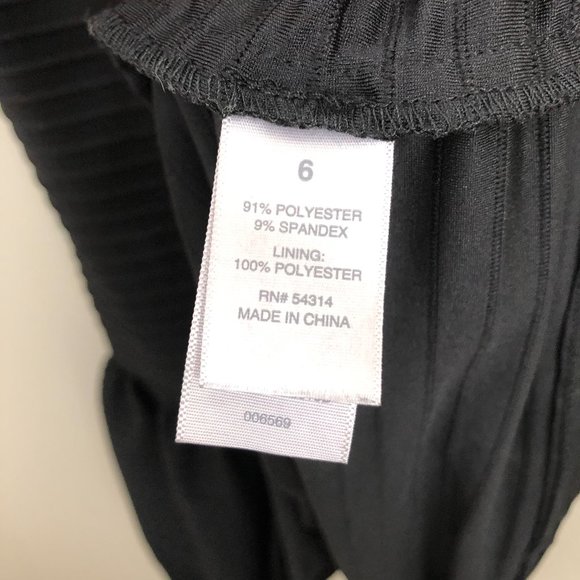 6
91% POLYESTER
9% SPANDEX
LINING:
100% POLYESTER
RN# 54314
MADE IN CHINA
006569